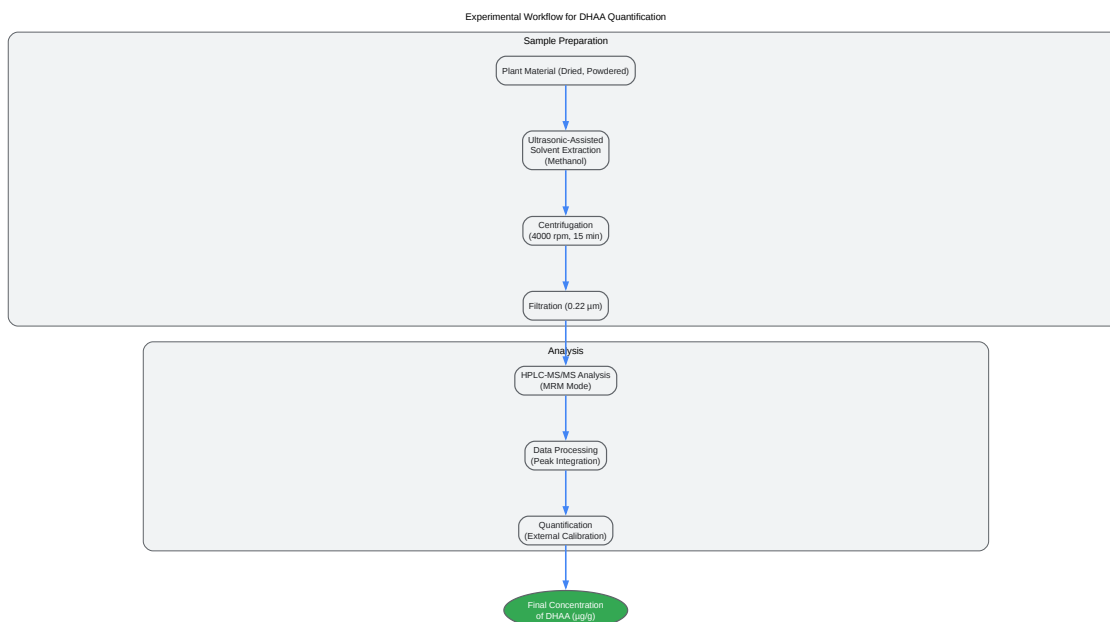 Experimental Workflow for DHAA Quantification
Sample Preparation
Plant Material (Dried, Powdered)
Ultrasonic-Assisted
Solvent Extraction
(Methanol)
Centrifugation
(4000 rpm, 15 min)
Filtration (0.22 µm)
Analysis
HPLC-MS/MS Analysis
(MRM Mode)
Data Processing
(Peak Integration)
Quantification
(External Calibration)
Final Concentration
of DHAA (µg/g)